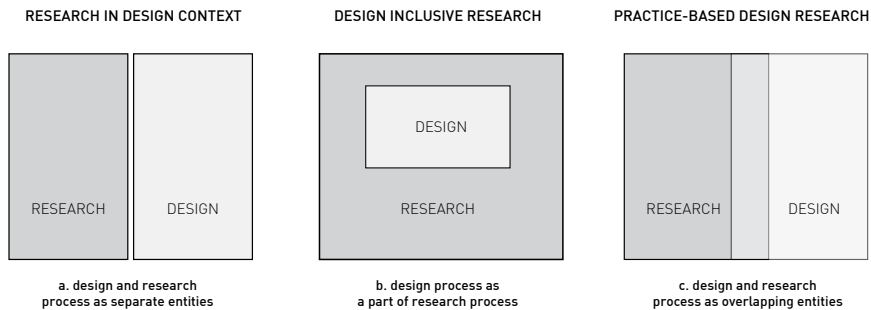 RESEARCH IN DESIGN CONTEXT
RESEARCH
DESIGN
a. design and research
process as separate entities
DESIGN INCLUSIVE RESEARCH
DESIGN
RESEARCH
b. design process as
a part of research process
PRACTICE-BASED DESIGN RESEARCH
RESEARCH
DESIGN
c. design and research
process as overlapping entities